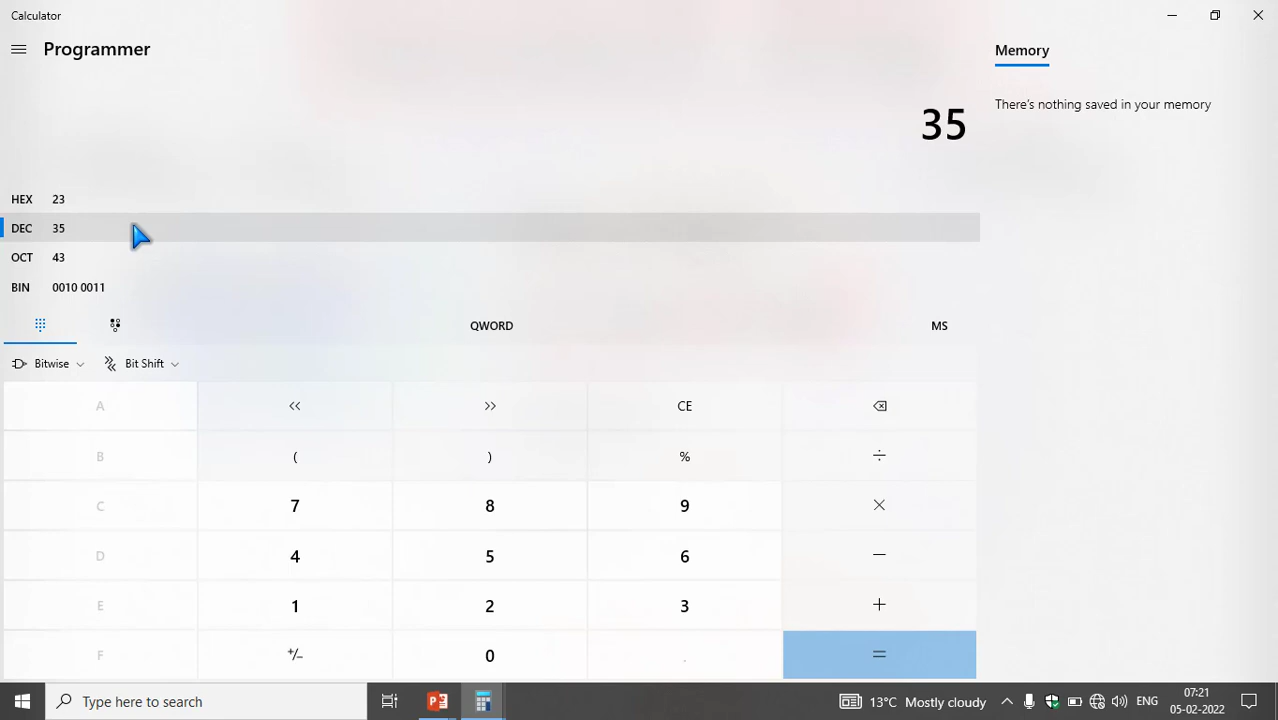 Calculator
Programmer
Memory
There's nothing saved in your memory
35
HEX 23
DEC 35
OCT 43
BIN 0010 0011
QWORD MS
Bitwise Bit Shift
A << >> CE
B ( ) % ÷
C 7 8 9 ×
D 4 5 6 −
E 1 2 3 +
F +/− 0 . =
Type here to search 13°C Mostly cloudy ENG 07:21
05-02-2022